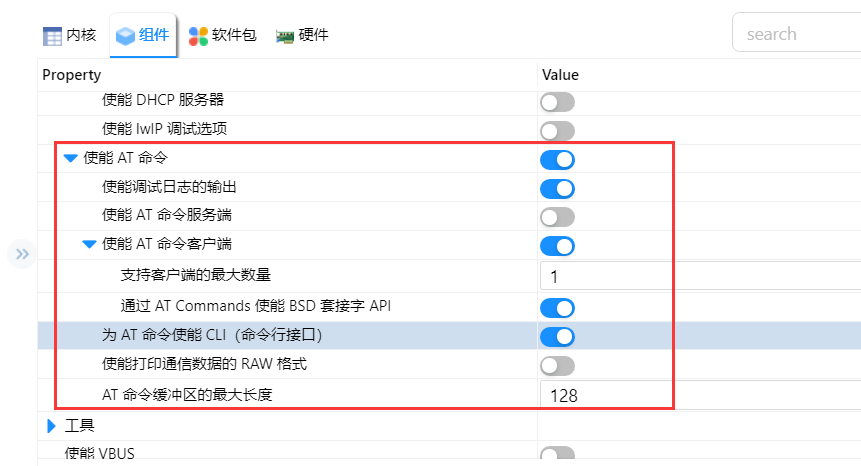 内核 组件 软件包 硬件 search
Property Value
使能 DHCP 服务器
使能 lwIP 调试选项
使能 AT 命令
使能调试日志的输出
使能 AT 命令服务端
使能 AT 命令客户端
支持客户端的最大数量 1
通过 AT Commands 使能 BSD 套接字 API
为 AT 命令使能 CLI（命令行接口）
使能打印通信数据的 RAW 格式
AT 命令缓冲区的最大长度 128
工具
使能 VBUS